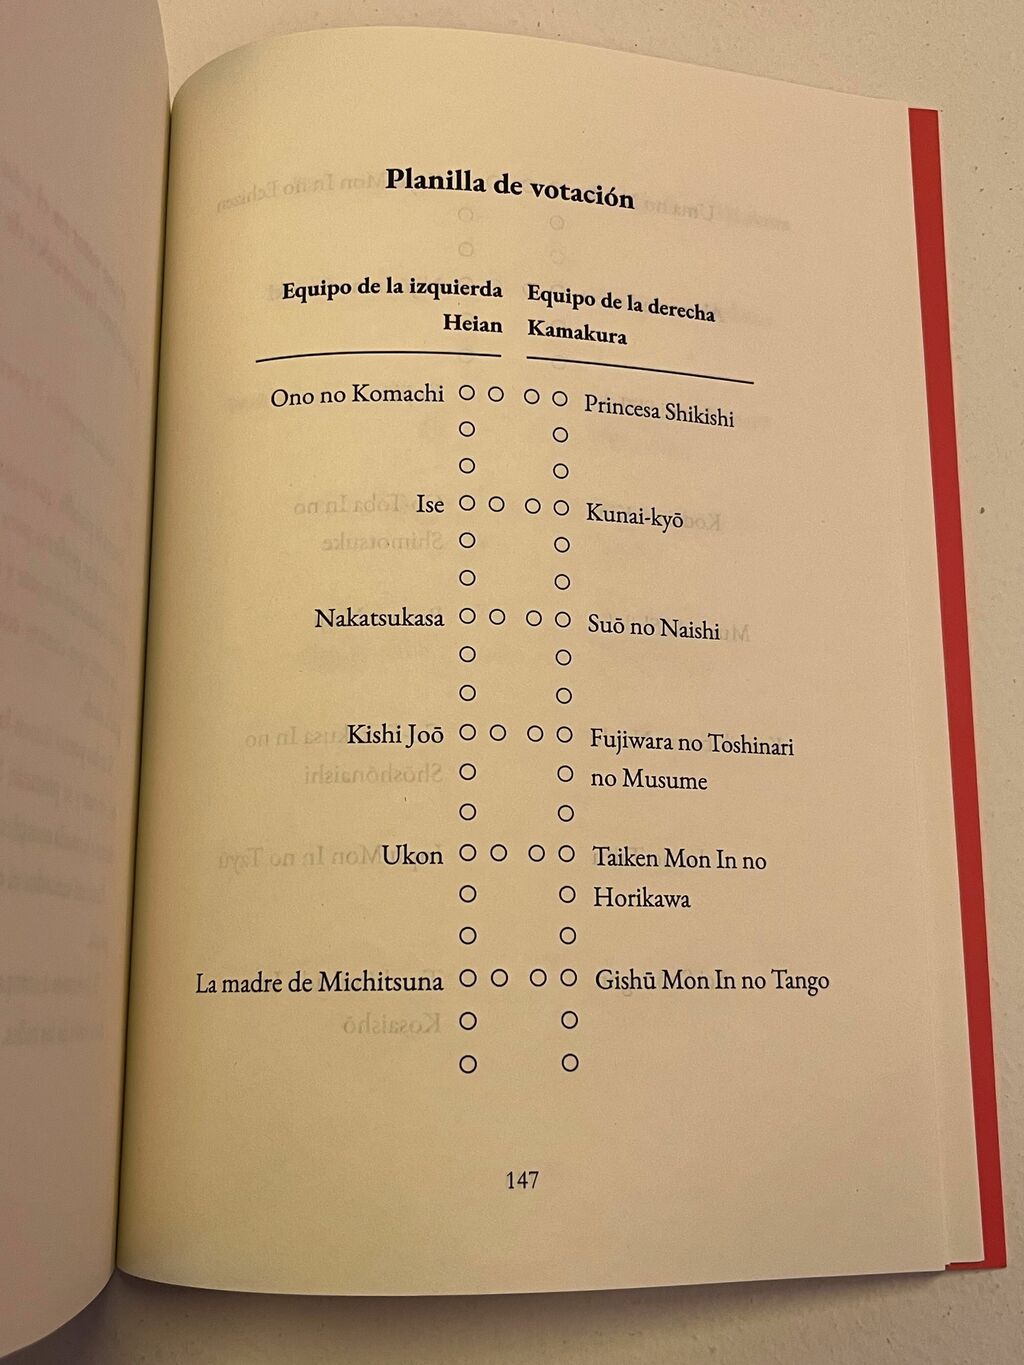 Planilla de votación
Equipo de la izquierda Equipo de la derecha
Heian Kamakura
Ono no Komachi Princesa Shikishi
Ise Kunai-kyō
Nakatsukasa Suō no Naishi
Kishi Joō Fujiwara no Toshinari
no Musume
Ukon Taiken Mon In no
Horikawa
La madre de Michitsuna Gishū Mon In no Tango
147